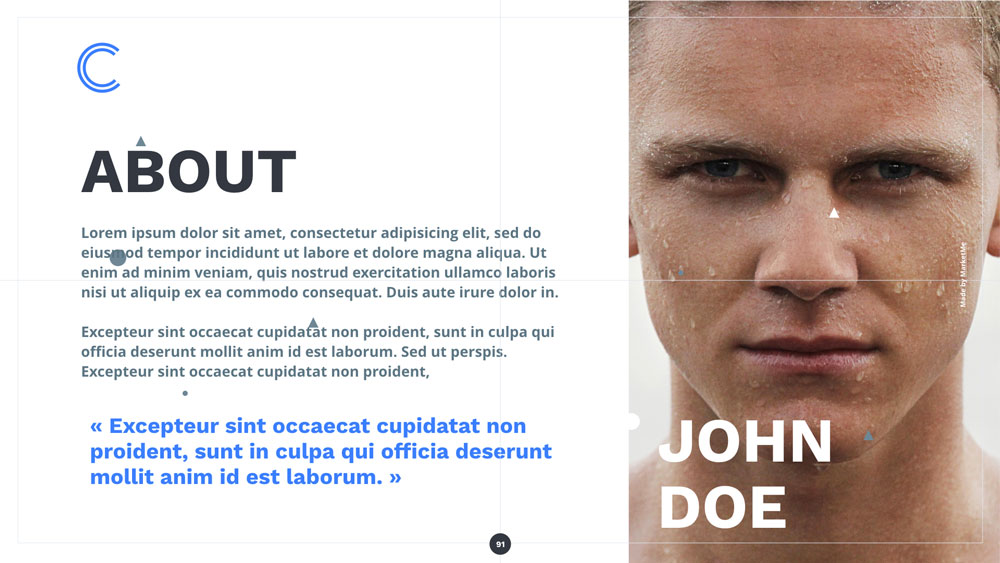 C
ABOUT
Lorem ipsum dolor sit amet, consectetur adipisicing elit, sed do
eiusmod tempor incididunt ut labore et dolore magna aliqua. Ut
enim ad minim veniam, quis nostrud exercitation ullamco laboris
nisi ut aliquip ex ea commodo consequat. Duis aute irure dolor in.
Excepteur sint occaecat cupidatat non proident, sunt in culpa qui
officia deserunt mollit anim id est laborum. Sed ut perspis.
Excepteur sint occaecat cupidatat non proident,
« Excepteur sint occaecat cupidatat non
proident, sunt in culpa qui officia deserunt
mollit anim id est laborum. »
91
Made by MarketMe
JOHN
DOE